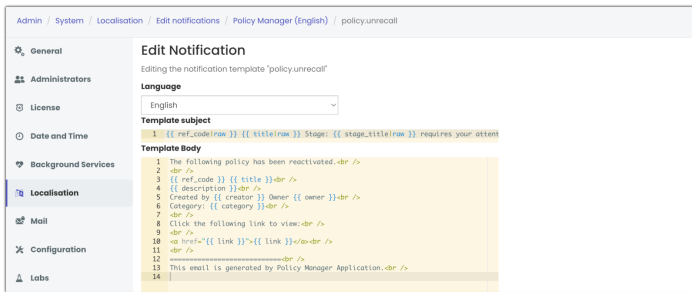 Admin / System / Localisation / Edit notifications / Policy Manager (English) / policy.unrecall
General
Administrators
License
Date and Time
Background Services
Localisation
Mail
Configuration
Labs
Edit Notification
Editing the notification template "policy.unrecall"
Language
English
Template subject
1 {{ ref_code|raw }} {{ title|raw }} Stage: {{ stage_title|raw }} requires your attent
Template Body
1 The following policy has been reactivated.<br />
2 <br />
3 {{ ref_code }} {{ title }}<br />
4 {{ description }}<br />
5 Created by {{ creator }} Owner {{ owner }}<br />
6 Category: {{ category }}<br />
7 <br />
8 Click the following link to view:<br />
9 <br />
10 <a href="{{ link }}">{{ link }}</a><br />
11 <br />
12 ===========================<br />
13 This email is generated by Policy Manager Application.<br />
14